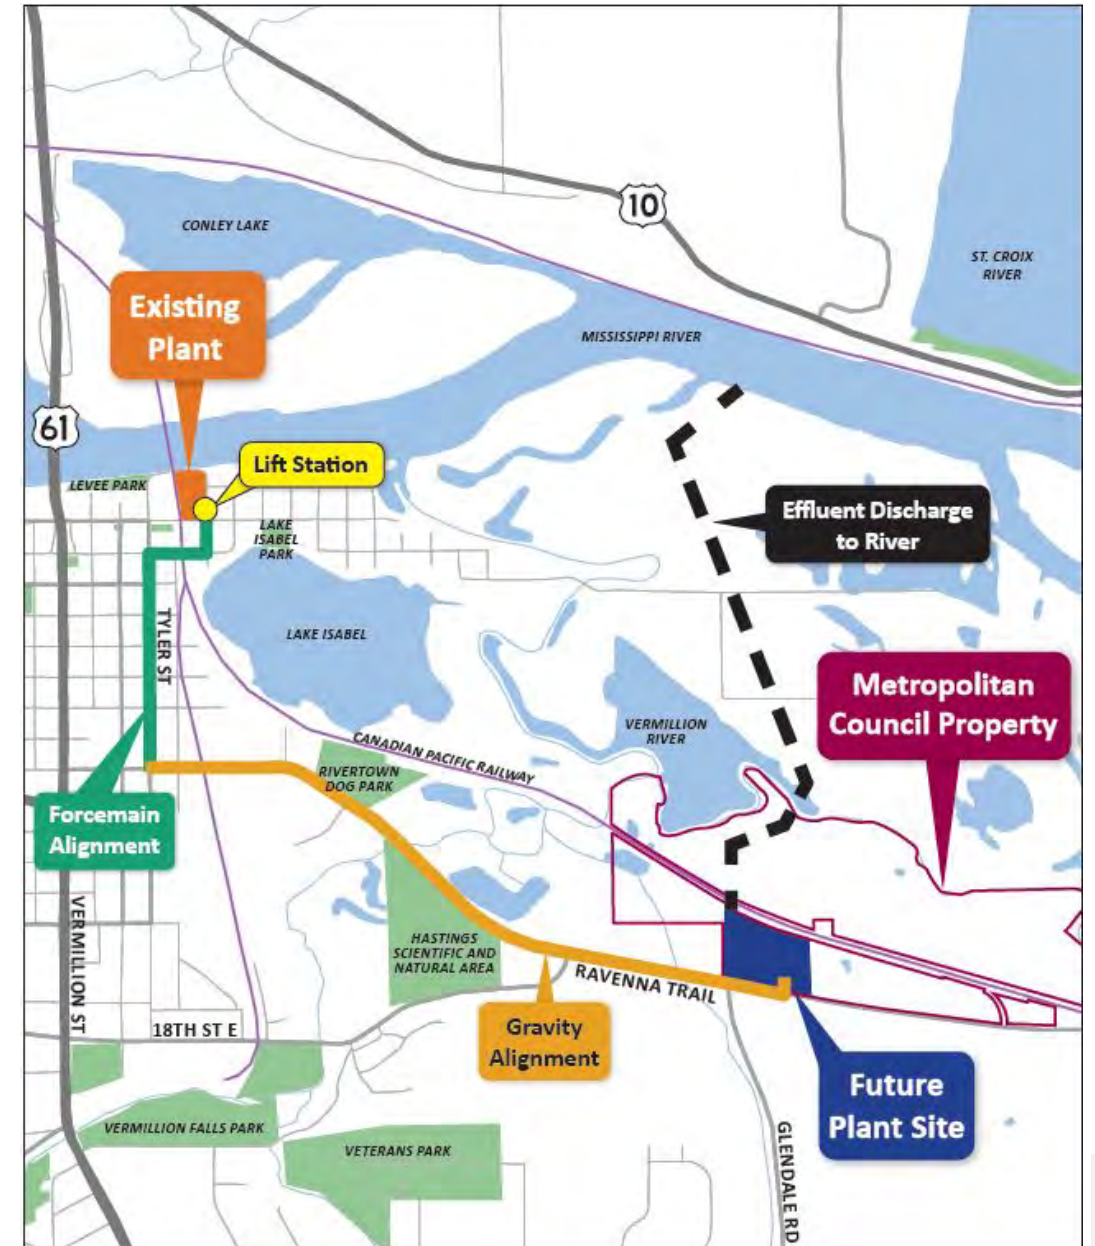 10
CONLEY LAKE
ST. CROIX
RIVER
Existing
Plant
MISSISSIPPI RIVER
61
Lift Station
LEVEE PARK
LAKE
ISABEL
PARK
Effluent Discharge
to River
TYLER ST
LAKE ISABEL
Metropolitan
Council Property
VERMILLION
RIVER
CANADIAN PACIFIC RAILWAY
RIVERTOWN
DOG PARK
Forcemain
Alignment
VERMILLION ST
HASTINGS
SCIENTIFIC AND
NATURAL AREA
RAVENNA TRAIL
18TH ST E
Gravity
Alignment
Future
Plant Site
VERMILLION FALLS PARK
VETERANS PARK
GLENDALE RD